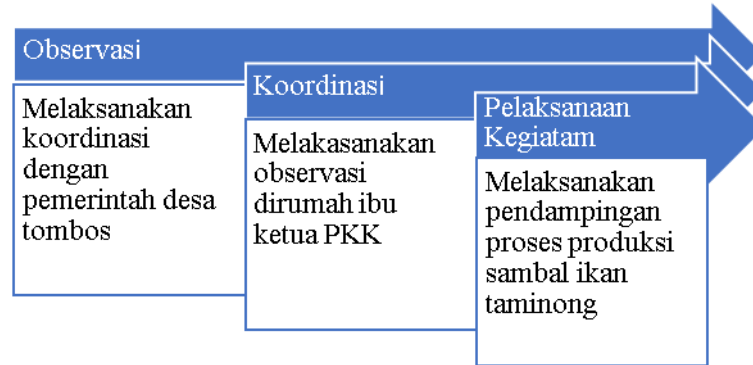 Observasi
Melaksanakan
koordinasi
dengan
pemerintah desa
tombos
Koordinasi
Melakasanakan
observasi
dirumah ibu
ketua PKK
Pelaksanaan
Kegiatam
Melaksanakan
pendampingan
proses produksi
sambal ikan
taminong